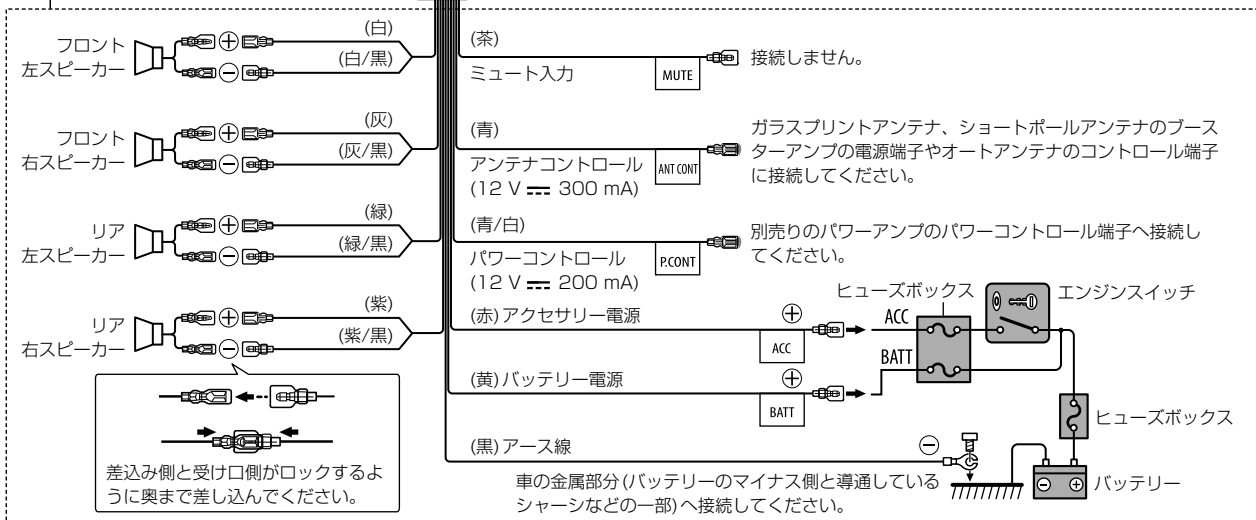 フロント
左スピーカー
(白)
(白/黒)
フロント
右スピーカー
(灰)
(灰/黒)
リア
左スピーカー
(緑)
(緑/黒)
リア
右スピーカー
(紫)
(紫/黒)
差込み側と受け口側がロックするよ
うに奥まで差し込んでください。
(茶)
ミュート入力
MUTE
接続しません。
(青)
アンテナコントロール
(12 V ⎓ 300 mA)
ANT CONT
ガラスプリントアンテナ、ショートポールアンテナのブース
ターアンプの電源端子やオートアンテナのコントロール端子
に接続してください。
(青/白)
パワーコントロール
(12 V ⎓ 200 mA)
P.CONT
別売りのパワーアンプのパワーコントロール端子へ接続し
てください。
(赤)アクセサリー電源
ACC
ACC
ヒューズボックス
エンジンスイッチ
(黄)バッテリー電源
BATT
BATT
ヒューズボックス
(黒)アース線
車の金属部分(バッテリーのマイナス側と導通している
シャーシなどの一部)へ接続してください。
バッテリー